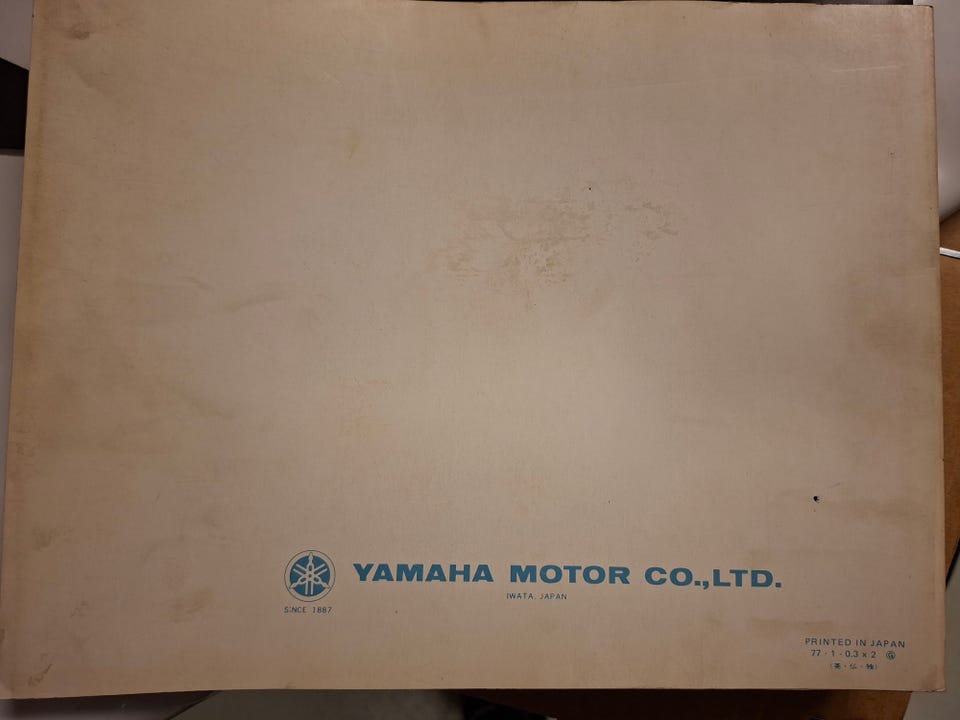 YAMAHA MOTOR CO.,LTD.
IWATA, JAPAN
SINCE 1887
PRINTED IN JAPAN
77 · 1 · 0.3 × 2 Ⓖ
(英・仏・独)